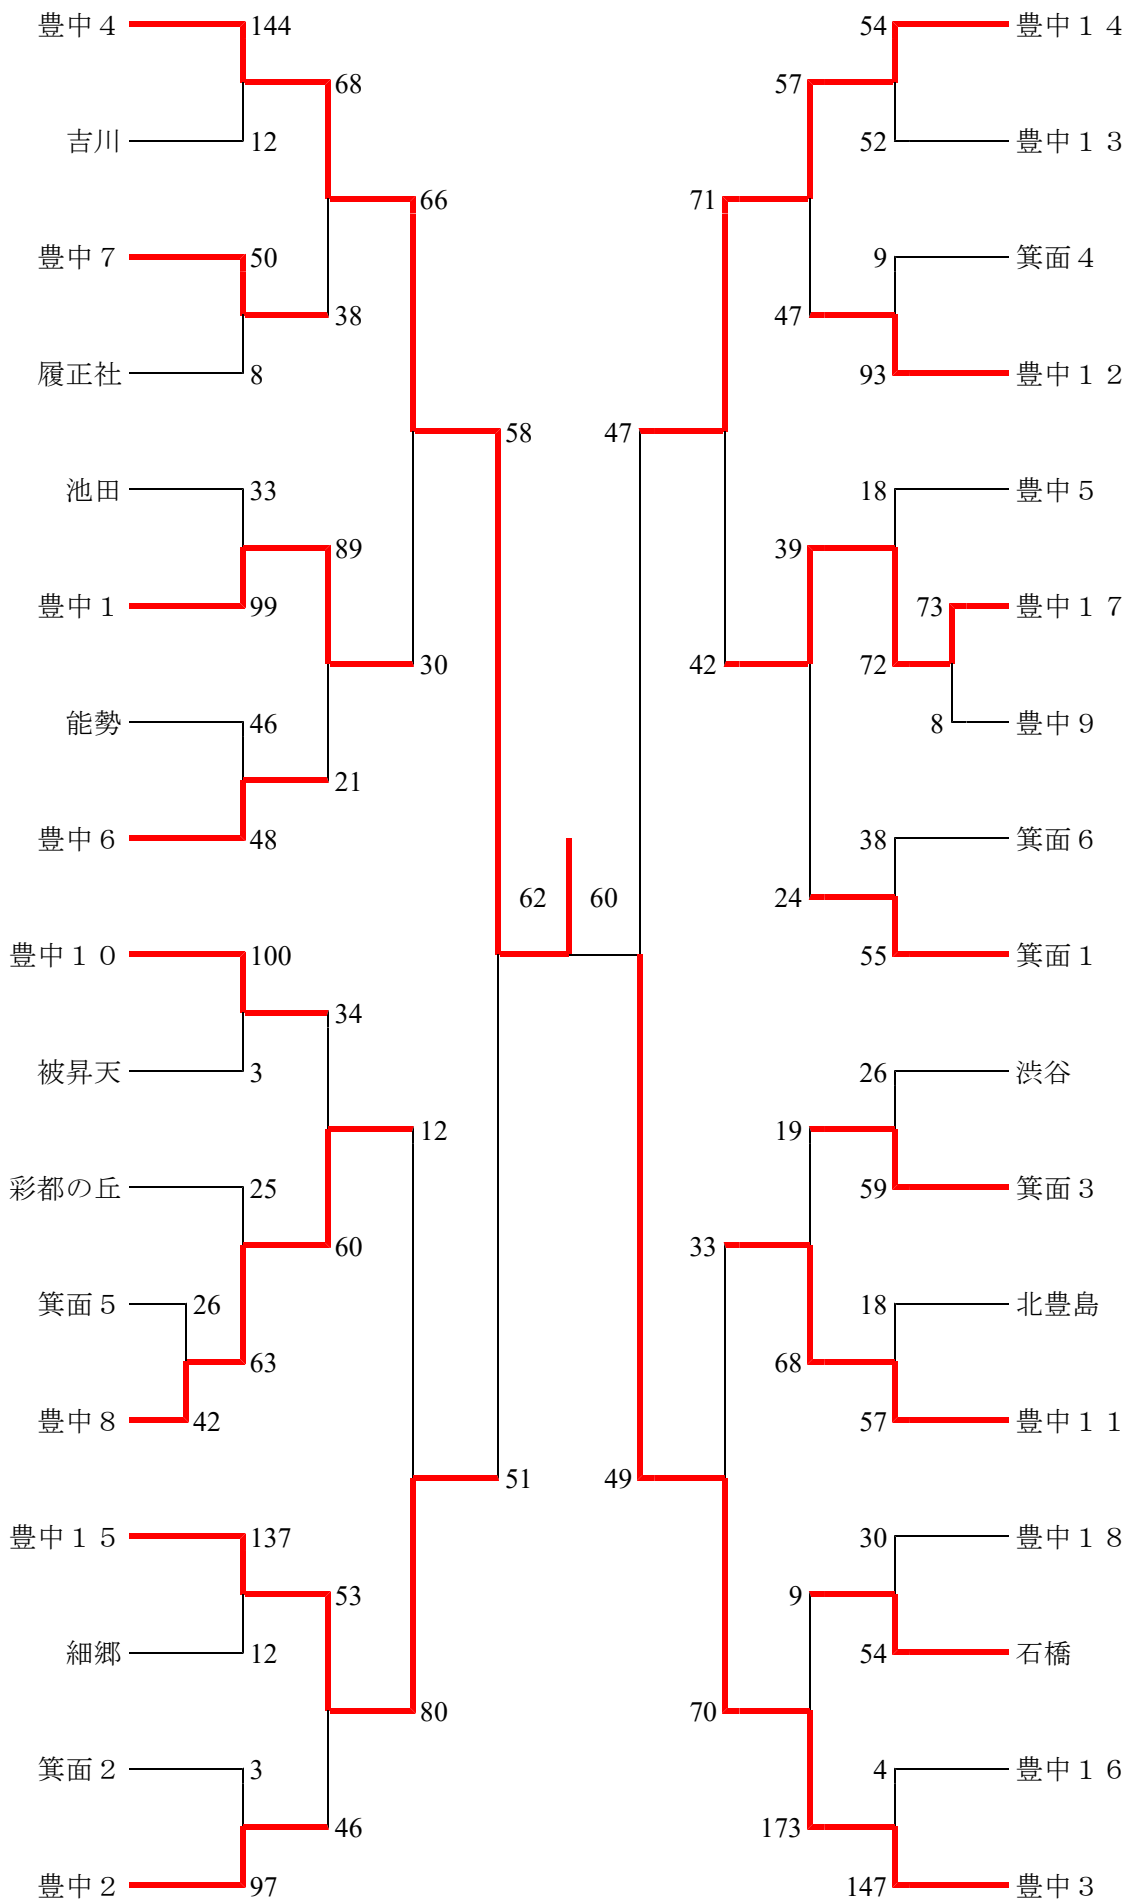 豊中４ 144 54 豊中１４
68 57
吉川 12 52 豊中１３
66 71
豊中７ 50 9 箕面４
38 47
履正社 8 93 豊中１２
58 47
池田 33 18 豊中５
89 39
豊中１ 99 73 豊中１７
30 42 72
能勢 46 8 豊中９
21
豊中６ 48 38 箕面６
62 60 24
豊中１０ 100 55 箕面１
34
被昇天 3 26 渋谷
12 19
彩都の丘 25 59 箕面３
60 33
箕面５ 26 18 北豊島
63 68
豊中８ 42 57 豊中１１
51 49
豊中１５ 137 30 豊中１８
53 9
細郷 12 54 石橋
80 70
箕面２ 3 4 豊中１６
46 173
豊中２ 97 147 豊中３